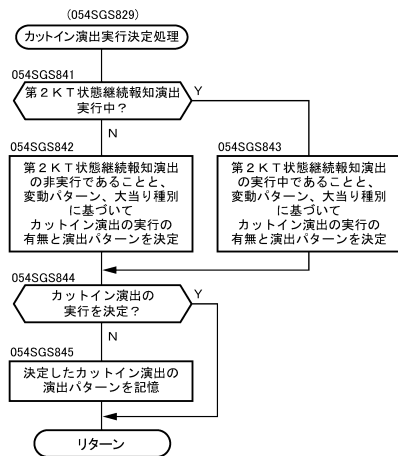 (054SGS829)
カットイン演出実行決定処理
054SGS841
第2KT状態継続報知演出
実行中？
Y
N
054SGS842
第2KT状態継続報知演出
の非実行であることと、
変動パターン、大当り種別
に基づいて
カットイン演出の実行の
有無と演出パターンを決定
054SGS843
第2KT状態継続報知演出
の実行中であることと、
変動パターン、大当り種別
に基づいて
カットイン演出の実行の
有無と演出パターンを決定
054SGS844
カットイン演出の
実行を決定？
Y
N
054SGS845
決定したカットイン演出の
演出パターンを記憶
リターン